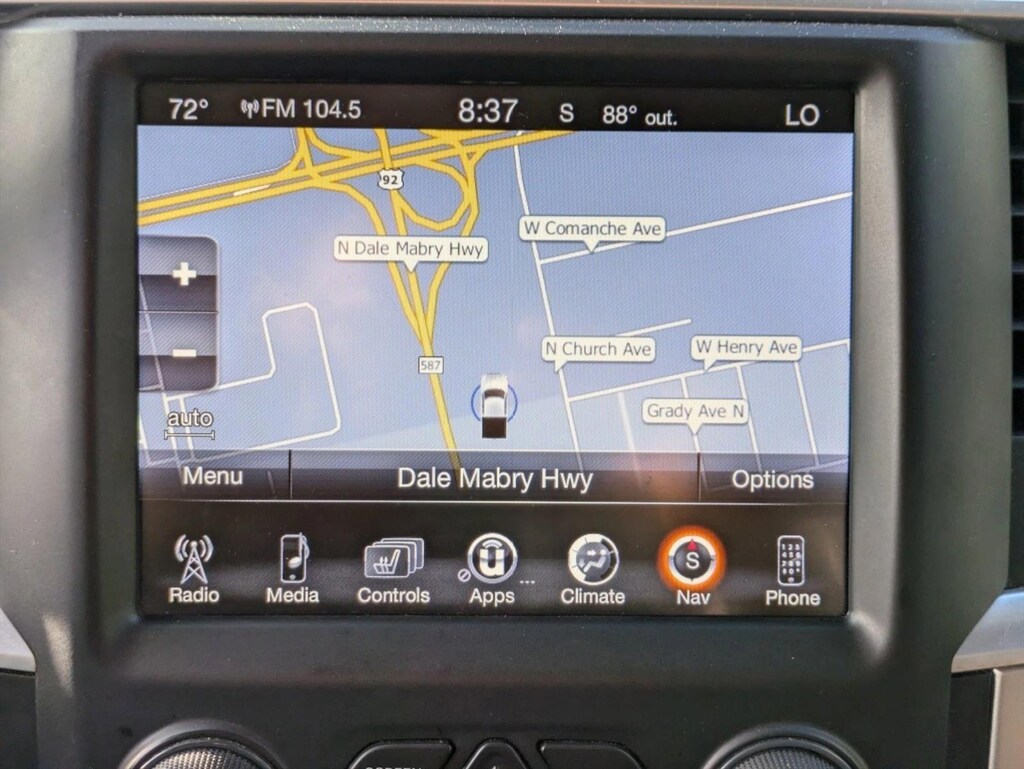 72° FM 104.5 8:37 S 88° out. LO
92
W Comanche Ave
N Dale Mabry Hwy
+
N Church Ave
W Henry Ave
587
−
Grady Ave N
auto
Menu Dale Mabry Hwy Options
S
Radio Media Controls Apps ... Climate Nav Phone